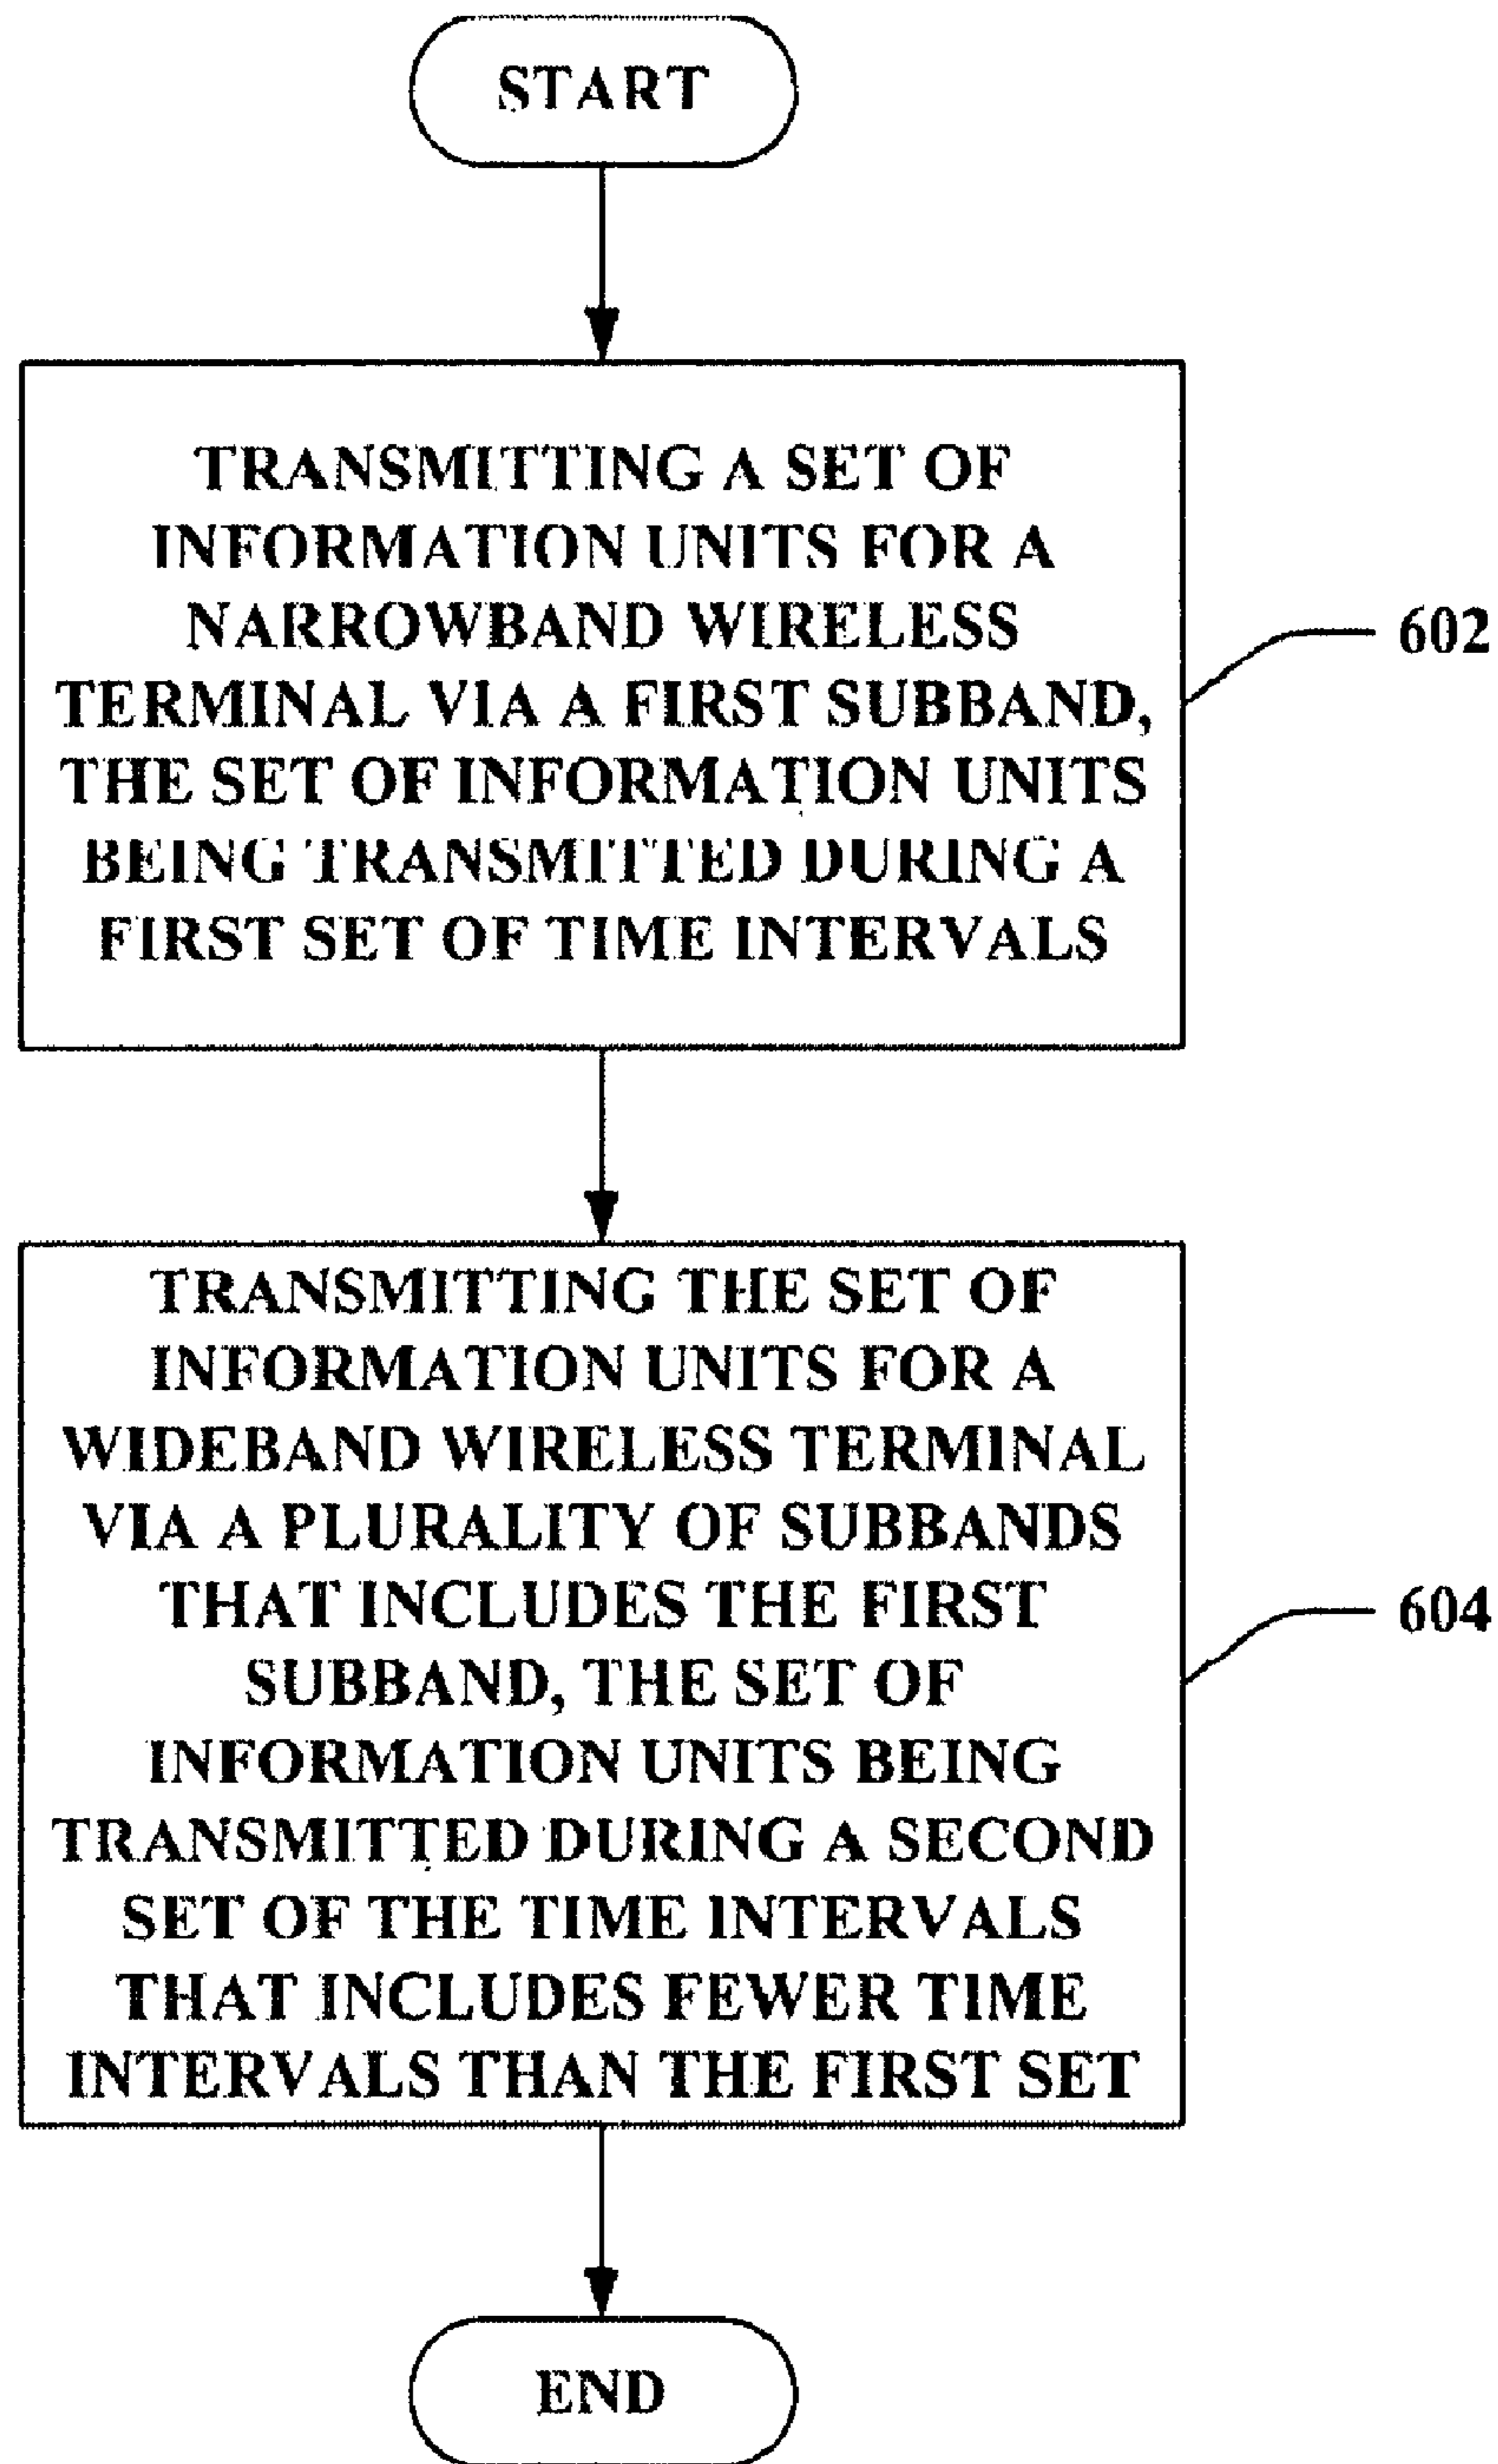 START
TRANSMITTING A SET OF
INFORMATION UNITS FOR A
NARROWBAND WIRELESS
TERMINAL VIA A FIRST SUBBAND,
THE SET OF INFORMATION UNITS
BEING TRANSMITTED DURING A
FIRST SET OF TIME INTERVALS
602
TRANSMITTING THE SET OF
INFORMATION UNITS FOR A
WIDEBAND WIRELESS TERMINAL
VIA A PLURALITY OF SUBBANDS
THAT INCLUDES THE FIRST
SUBBAND, THE SET OF
INFORMATION UNITS BEING
TRANSMITTED DURING A SECOND
SET OF THE TIME INTERVALS
THAT INCLUDES FEWER TIME
INTERVALS THAN THE FIRST SET
604
END